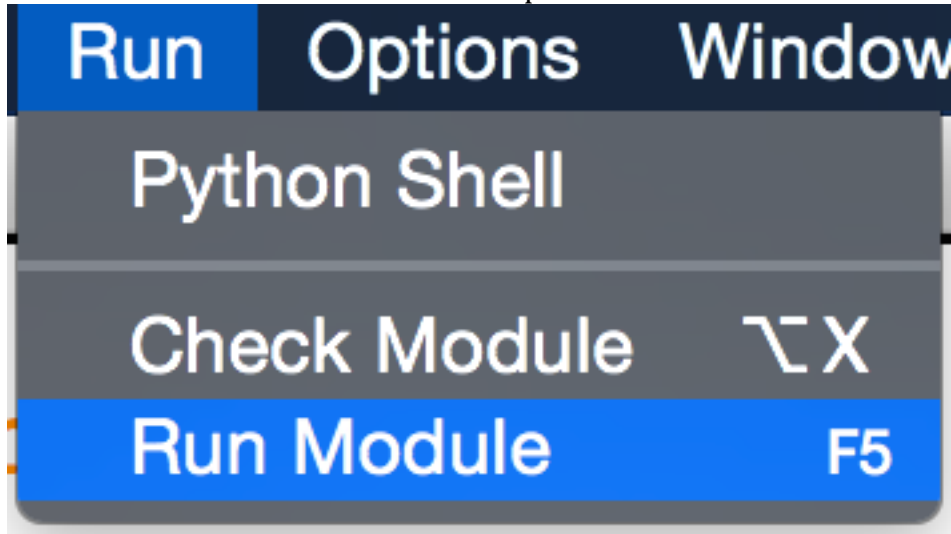 Run Options Window
Python Shell
Check Module ⌥X
Run Module F5